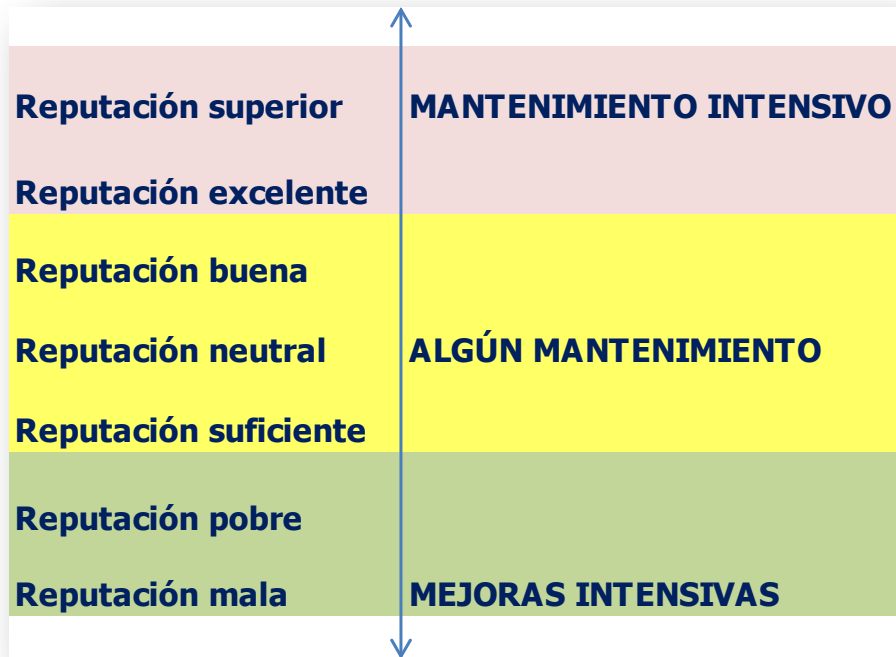 Reputación superior MANTENIMIENTO INTENSIVO
Reputación excelente
Reputación buena
Reputación neutral ALGÚN MANTENIMIENTO
Reputación suficiente
Reputación pobre
Reputación mala MEJORAS INTENSIVAS